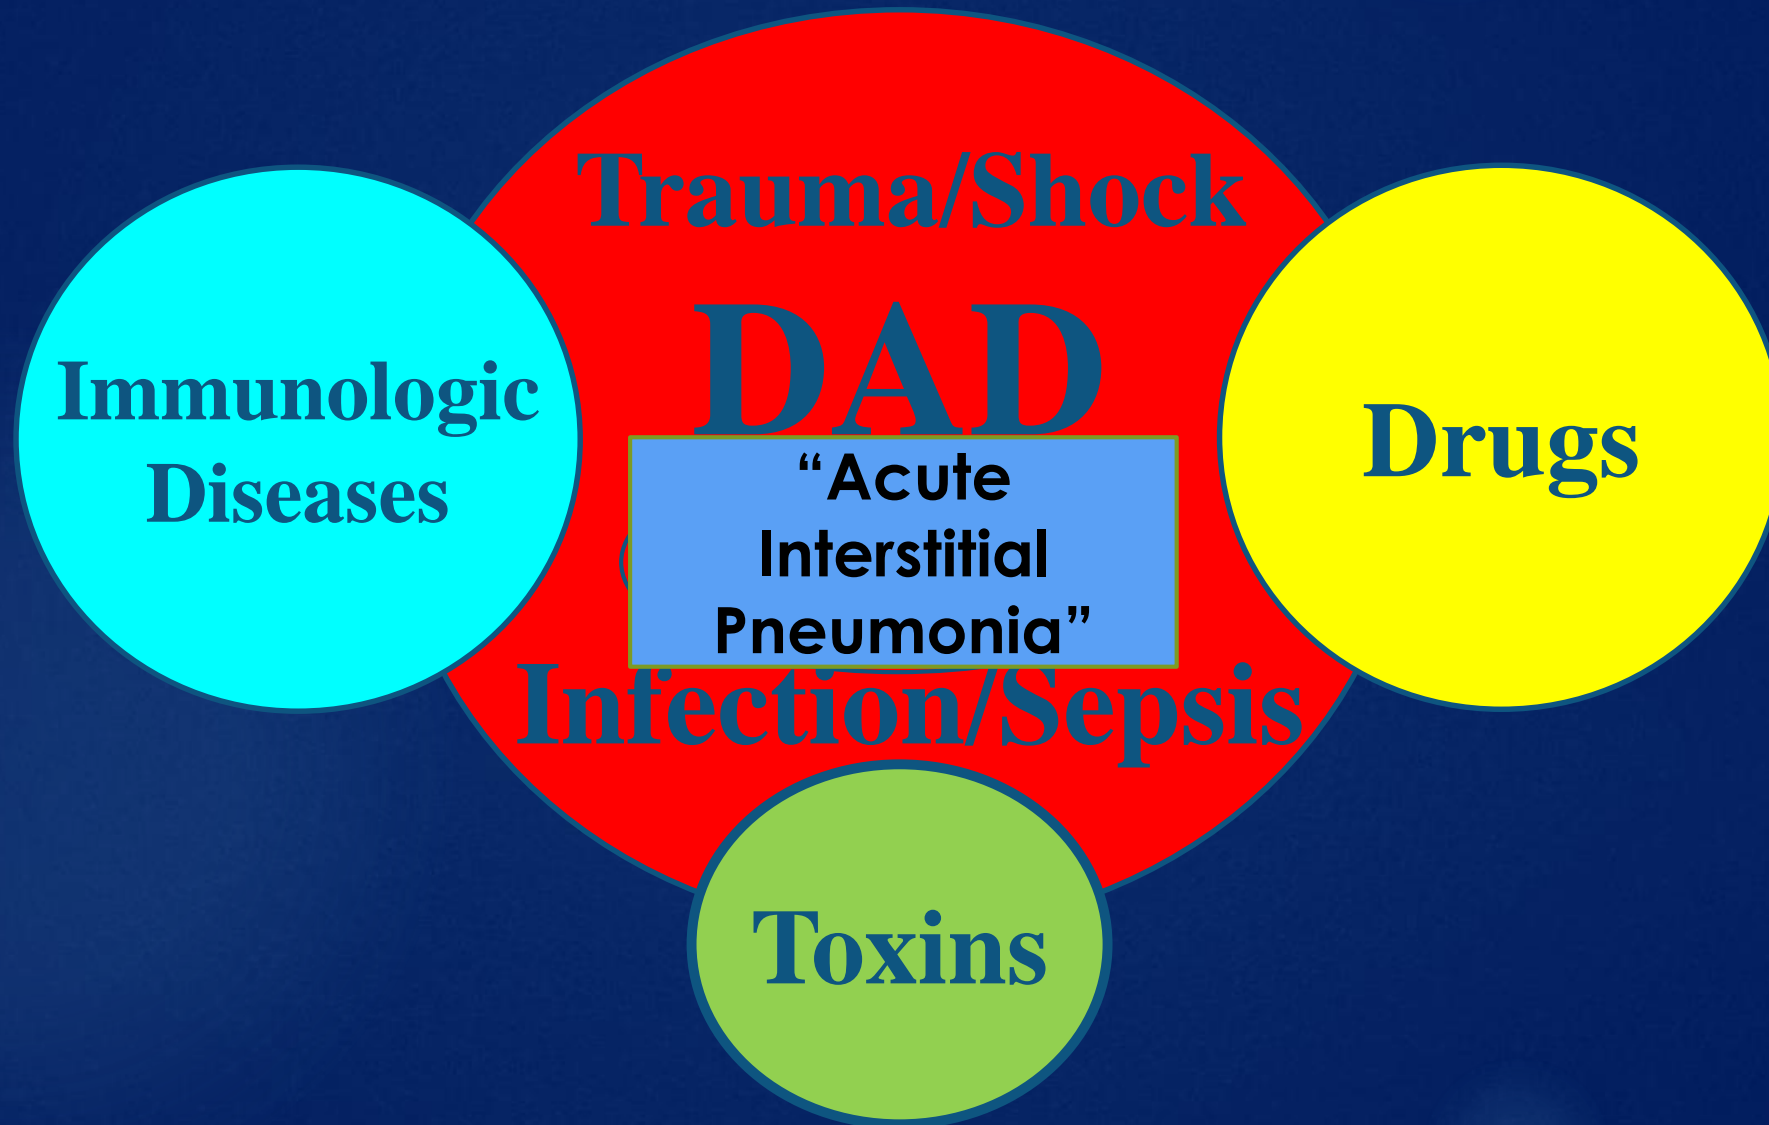 Trauma/Shock
DAD
Immunologic
Diseases
“Acute
Interstitial
Pneumonia”
Drugs
Infection/Sepsis
Toxins